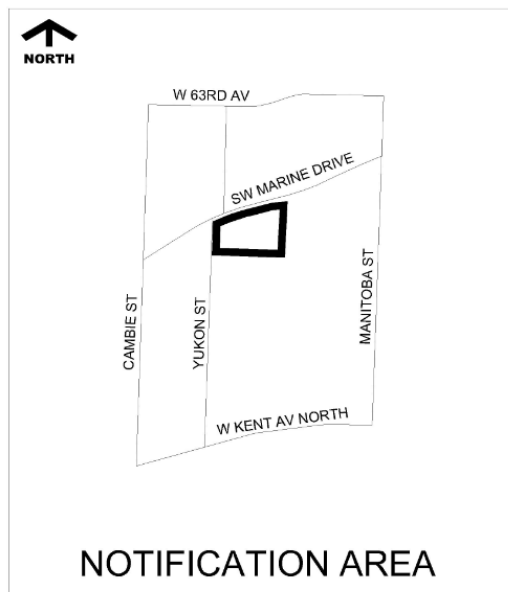 NORTH
W 63RD AV
SW MARINE DRIVE
CAMBIE ST
YUKON ST
MANITOBA ST
W KENT AV NORTH
NOTIFICATION AREA